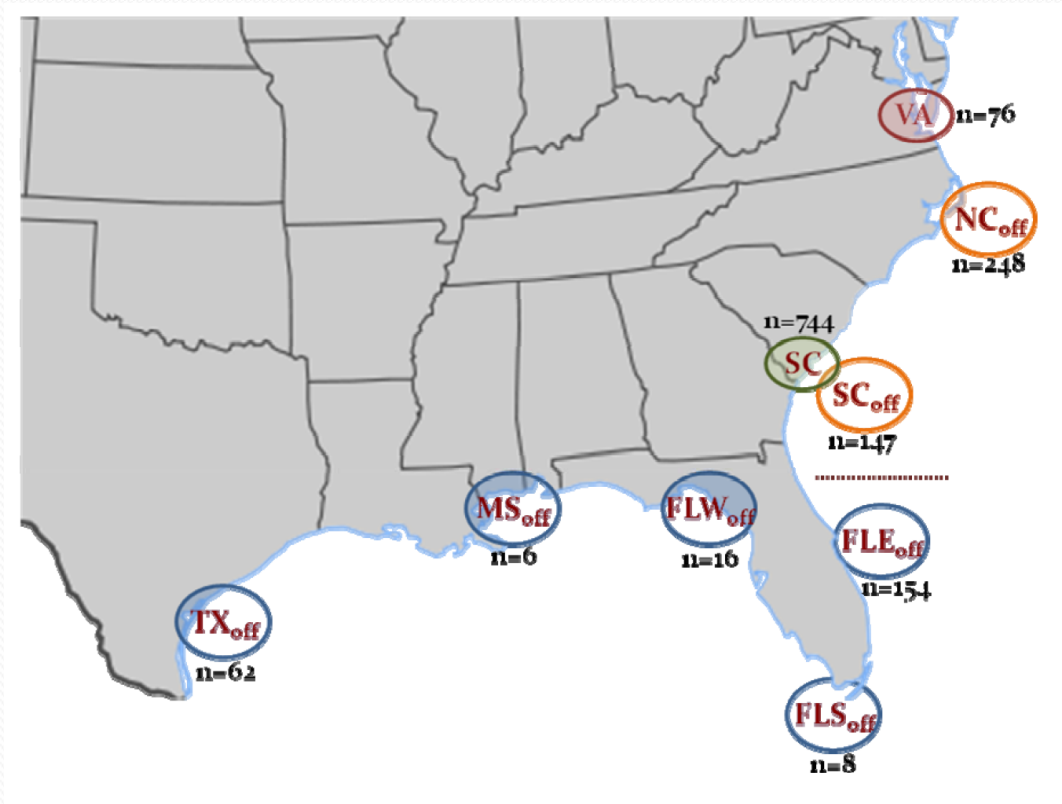 VA n=76
NCoff
n=248
n=744
SC
SCoff
n=147
MSoff
n=6
FLWoff
n=16
FLEoff
n=154
TXoff
n=62
FLSoff
n=8